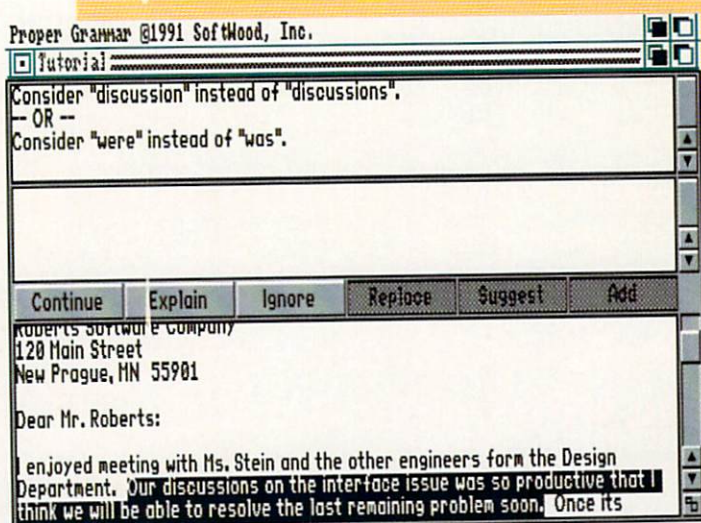 Proper Grammar ©1991 SoftWood, Inc.
Tutorial
Consider "discussion" instead of "discussions".
-- OR --
Consider "were" instead of "was".
Continue Explain Ignore Replace Suggest Add
Roberts Software Company
120 Main Street
New Prague, MN 55901
Dear Mr. Roberts:
I enjoyed meeting with Ms. Stein and the other engineers form the Design
Department. Our discussions on the interface issue was so productive that I
think we will be able to resolve the last remaining problem soon. Once its